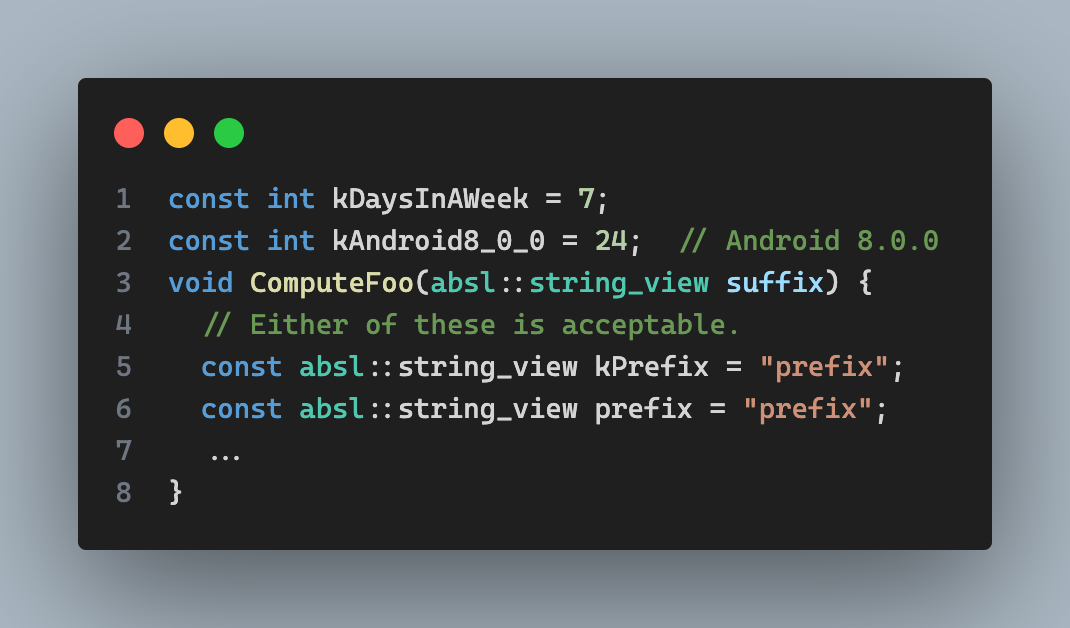 1 const int kDaysInAWeek = 7;
2 const int kAndroid8_0_0 = 24;  // Android 8.0.0
3 void ComputeFoo(absl::string_view suffix) {
4   // Either of these is acceptable.
5   const absl::string_view kPrefix = "prefix";
6   const absl::string_view prefix = "prefix";
7   ...
8 }